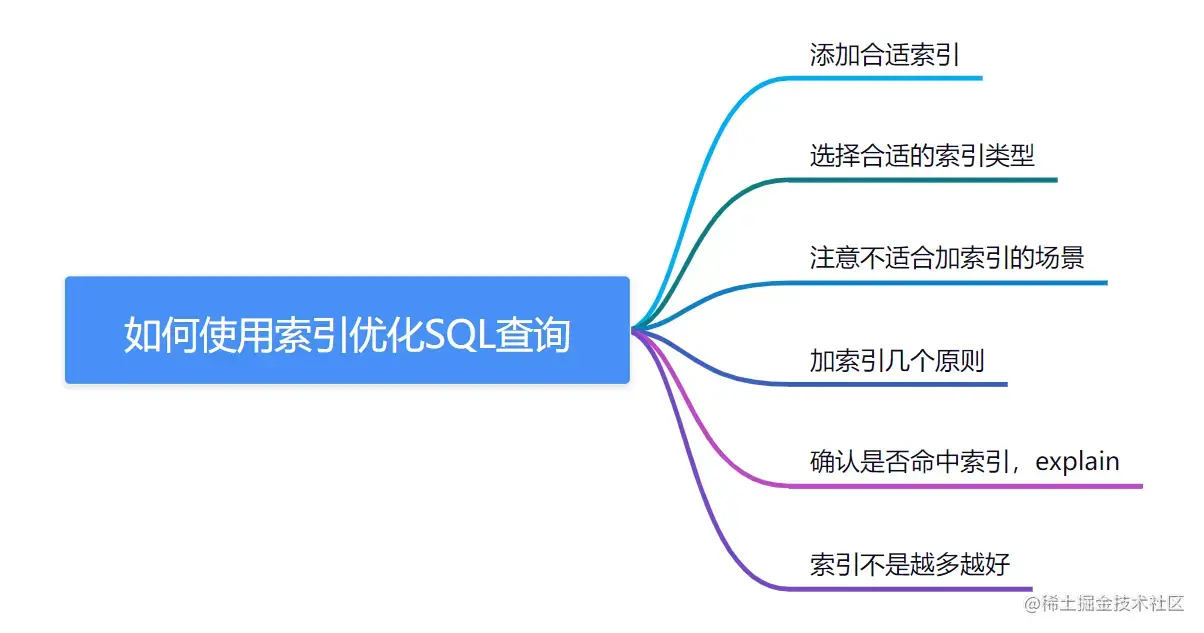 添加合适索引
选择合适的索引类型
注意不适合加索引的场景
如何使用索引优化SQL查询
加索引几个原则
确认是否命中索引，explain
索引不是越多越好
@稀土掘金技术社区